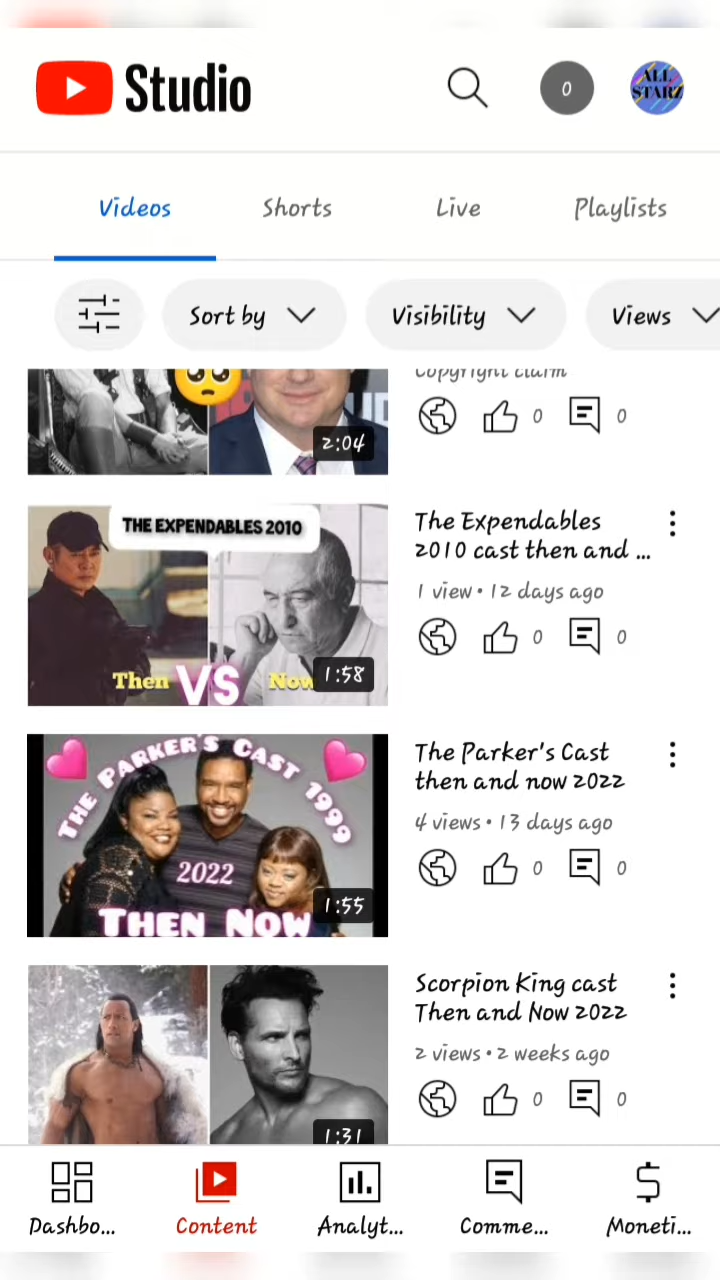 Studio
0
ALL
STARZ
Videos
Shorts
Live
Playlists
Sort by
Visibility
Views
Copyright claim
2:04
0
0
THE EXPENDABLES 2010
Then VS Now
1:58
The Expendables
2010 cast then and ...
1 view • 12 days ago
0
0
THE PARKER'S CAST 1999
2022
THEN NOW
1:55
The Parker's Cast
then and now 2022
4 views • 13 days ago
0
0
1:31
Scorpion King cast
Then and Now 2022
2 views • 2 weeks ago
0
0
Dashbo...
Content
Analyt...
Comme...
Moneti...